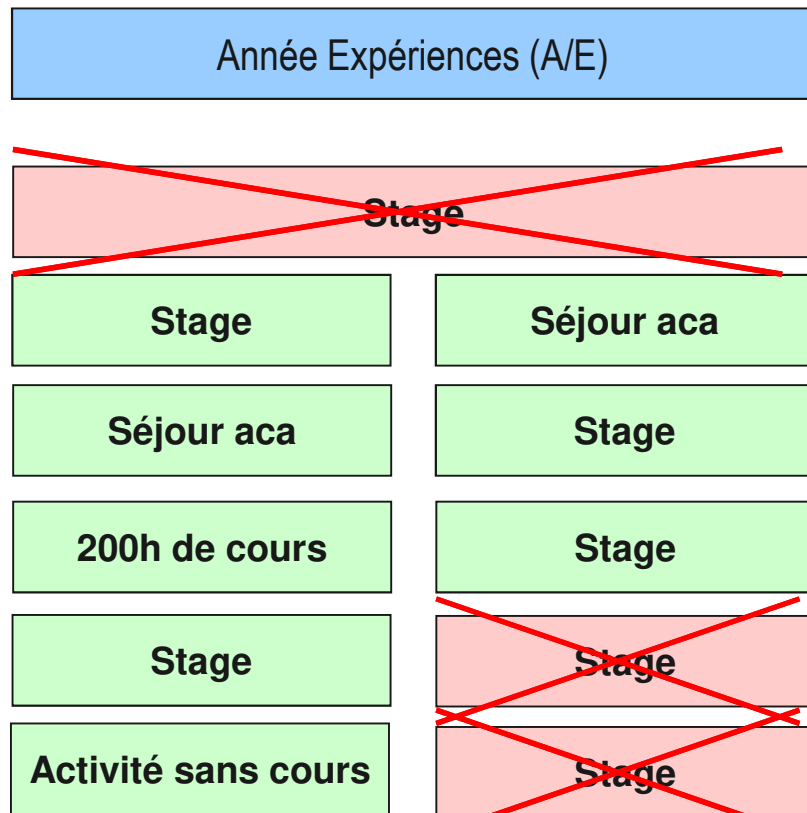 Année Expériences (A/E)
Stage
Stage
Séjour aca
Séjour aca
Stage
200h de cours
Stage
Stage
Stage
Activité sans cours
Stage